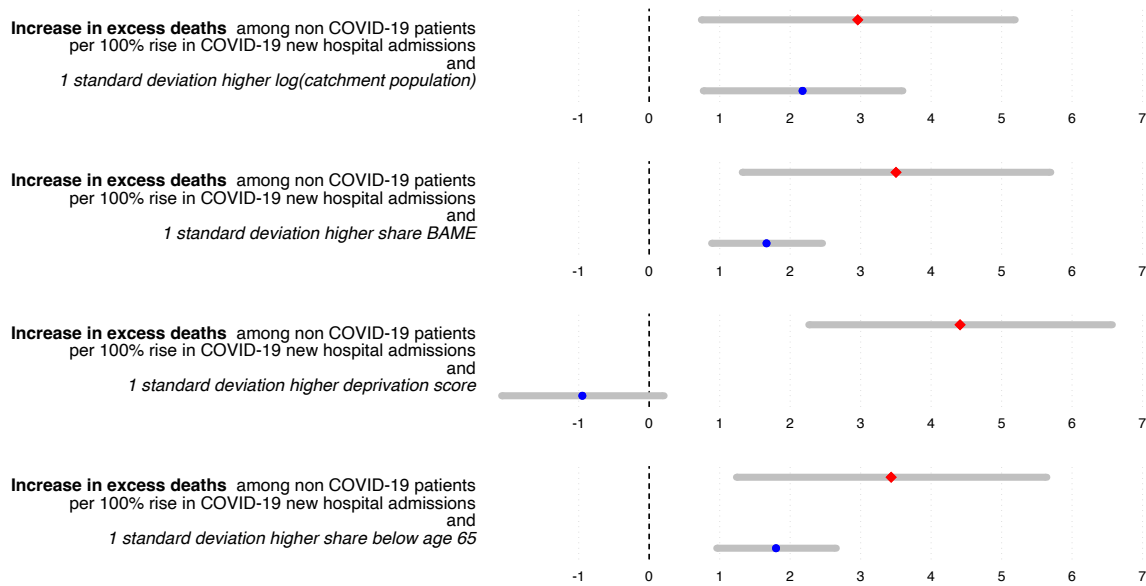 Increase in excess deaths among non COVID-19 patients
per 100% rise in COVID-19 new hospital admissions
and
1 standard deviation higher log(catchment population)
-1 0 1 2 3 4 5 6 7
Increase in excess deaths among non COVID-19 patients
per 100% rise in COVID-19 new hospital admissions
and
1 standard deviation higher share BAME
-1 0 1 2 3 4 5 6 7
Increase in excess deaths among non COVID-19 patients
per 100% rise in COVID-19 new hospital admissions
and
1 standard deviation higher deprivation score
-1 0 1 2 3 4 5 6 7
Increase in excess deaths among non COVID-19 patients
per 100% rise in COVID-19 new hospital admissions
and
1 standard deviation higher share below age 65
-1 0 1 2 3 4 5 6 7